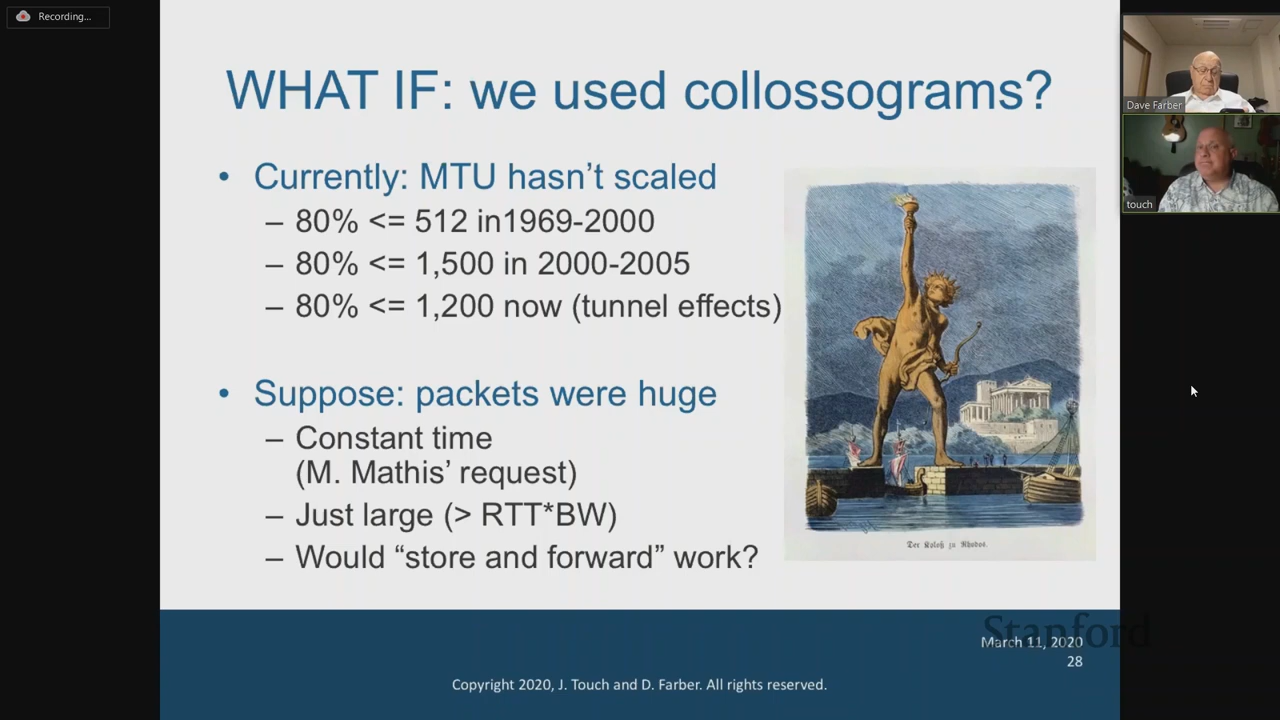 Recording...
WHAT IF: we used collossograms?
• Currently: MTU hasn’t scaled
– 80% <= 512 in1969-2000
– 80% <= 1,500 in 2000-2005
– 80% <= 1,200 now (tunnel effects)
• Suppose: packets were huge
– Constant time
(M. Mathis’ request)
– Just large (> RTT*BW)
– Would “store and forward” work?
Der Koloß zu Rhodos.
Stanford
March 11, 2020
28
Copyright 2020, J. Touch and D. Farber. All rights reserved.
Dave Farber
touch